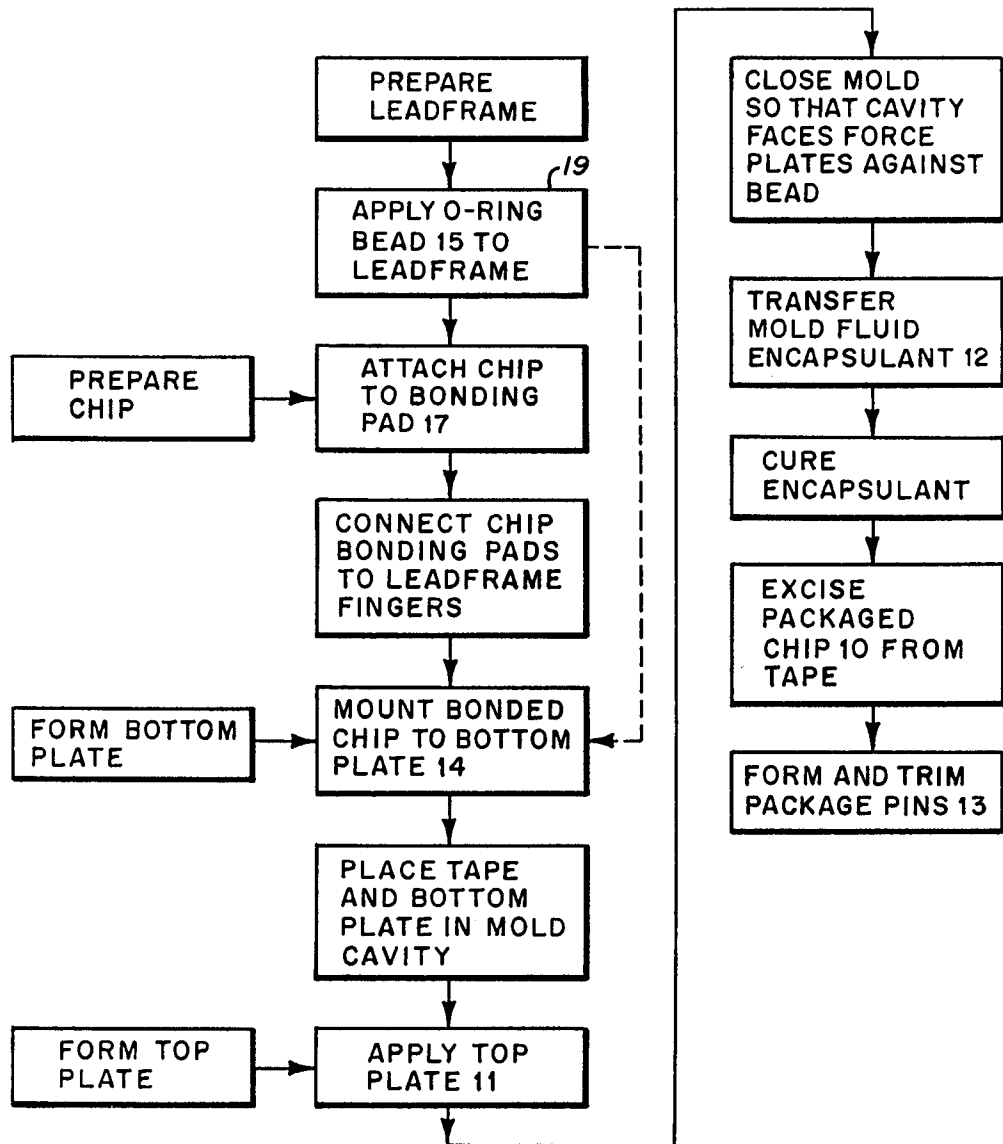 PREPARE
LEADFRAME
19
APPLY O-RING
BEAD 15 TO
LEADFRAME
PREPARE
CHIP
ATTACH CHIP
TO BONDING
PAD 17
CONNECT CHIP
BONDING PADS
TO LEADFRAME
FINGERS
FORM BOTTOM
PLATE
MOUNT BONDED
CHIP TO BOTTOM
PLATE 14
PLACE TAPE
AND BOTTOM
PLATE IN MOLD
CAVITY
FORM TOP
PLATE
APPLY TOP
PLATE 11
CLOSE MOLD
SO THAT CAVITY
FACES FORCE
PLATES AGAINST
BEAD
TRANSFER
MOLD FLUID
ENCAPSULANT 12
CURE
ENCAPSULANT
EXCISE
PACKAGED
CHIP 10 FROM
TAPE
FORM AND TRIM
PACKAGE PINS 13